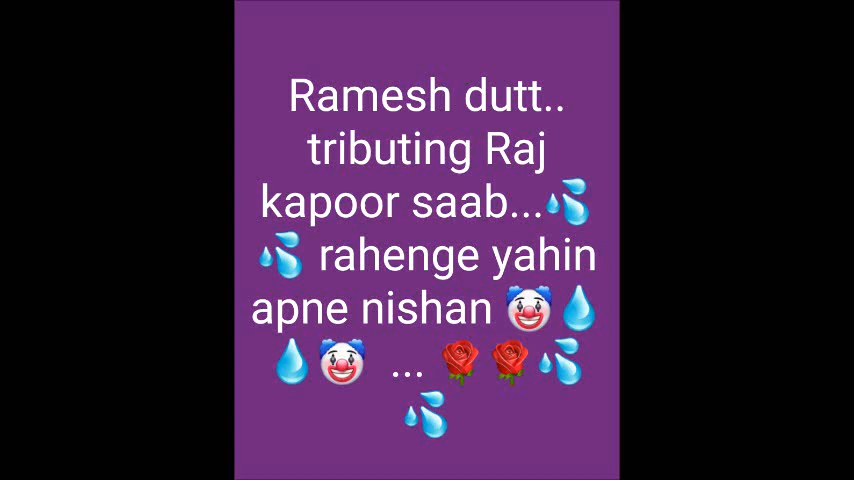 Ramesh dutt..
tributing Raj
kapoor saab...💦
💦 rahenge yahin
apne nishan 🤡💧
💧🤡 ... 🌹🌹💦
💦